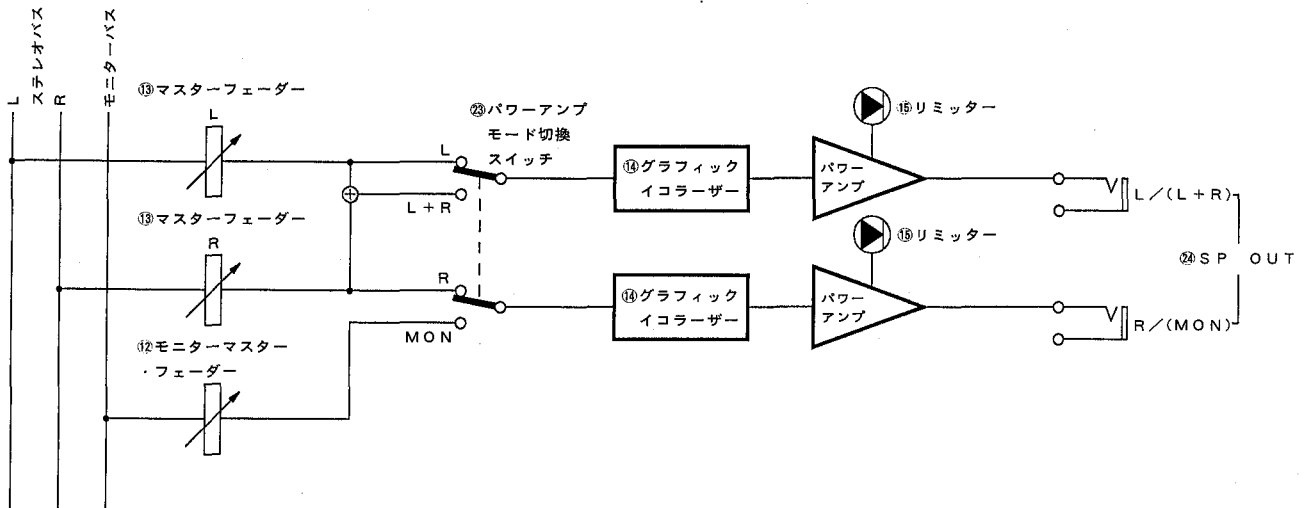 L
ステレオバス
R
モニターバス
⑬マスターフェーダー
L
⑬マスターフェーダー
R
⑫モニターマスター
・フェーダー
㉓パワーアンプ
モード切換
スイッチ
L
L+R
R
MON
⑭グラフィック
イコラーザー
⑭グラフィック
イコラーザー
⑮リミッター
パワー
アンプ
⑮リミッター
パワー
アンプ
L/(L+R)
㉔SP OUT
R/(MON)